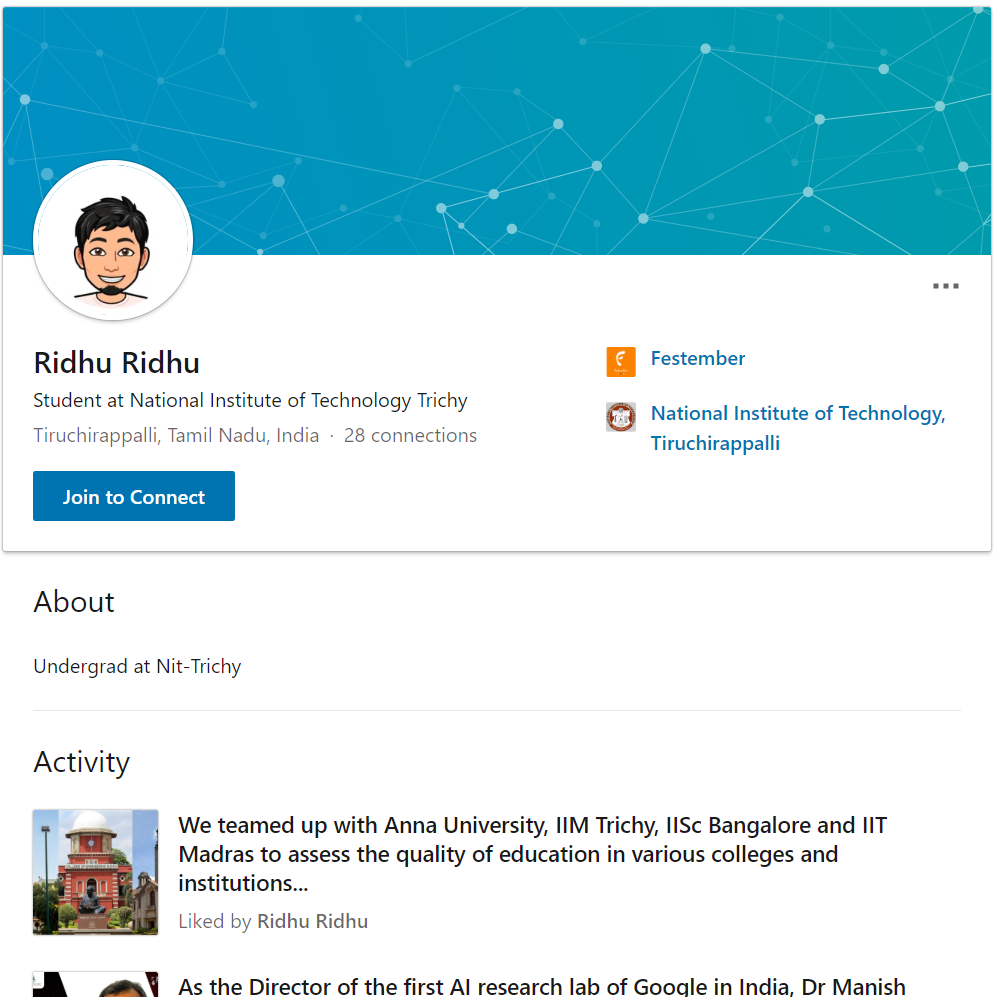 Ridhu Ridhu
Student at National Institute of Technology Trichy
Tiruchirappalli, Tamil Nadu, India · 28 connections
Join to Connect
Festember
National Institute of Technology,
Tiruchirappalli
About
Undergrad at Nit-Trichy
Activity
We teamed up with Anna University, IIM Trichy, IISc Bangalore and IIT
Madras to assess the quality of education in various colleges and
institutions...
Liked by Ridhu Ridhu
As the Director of the first AI research lab of Google in India, Dr Manish